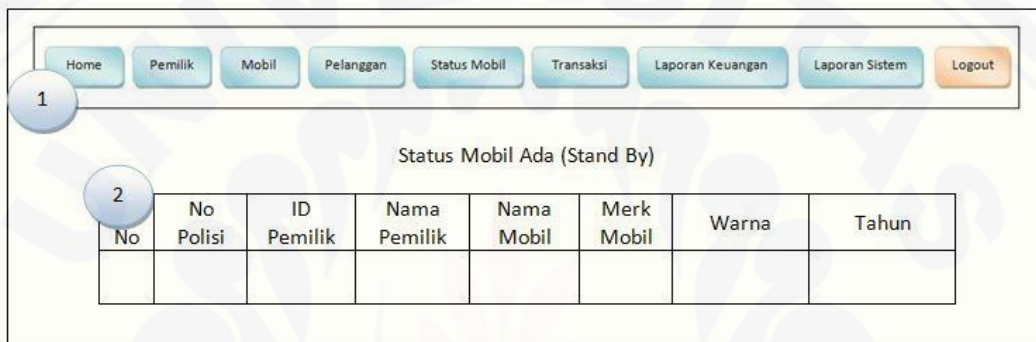 Home Pemilik Mobil Pelanggan Status Mobil Transaksi Laporan Keuangan Laporan Sistem Logout
1
Status Mobil Ada (Stand By)
2
No
No Polisi
ID Pemilik
Nama Pemilik
Nama Mobil
Merk Mobil
Warna
Tahun